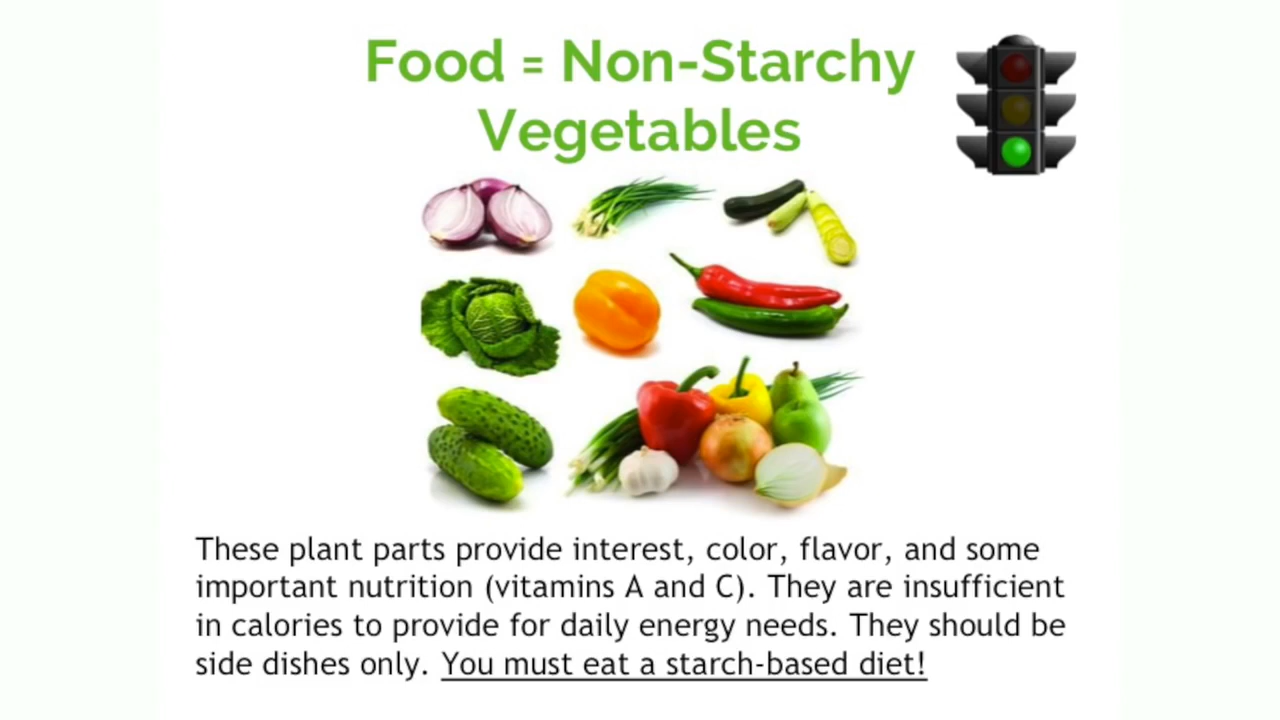 Food = Non-Starchy
Vegetables
These plant parts provide interest, color, flavor, and some
important nutrition (vitamins A and C). They are insufficient
in calories to provide for daily energy needs. They should be
side dishes only. You must eat a starch-based diet!